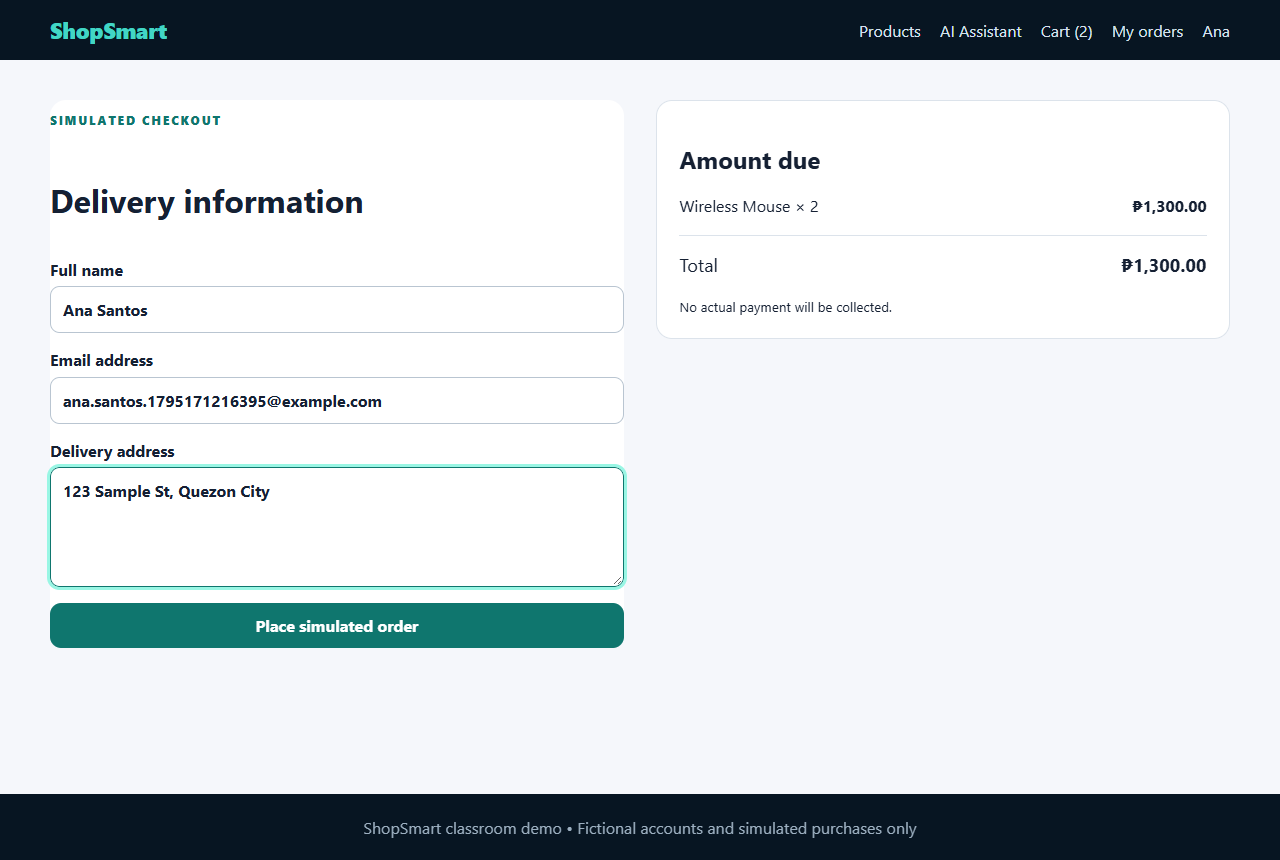 ShopSmart
Products AI Assistant Cart (2) My orders Ana
SIMULATED CHECKOUT
Delivery information
Full name
Ana Santos
Email address
ana.santos.1795171216395@example.com
Delivery address
123 Sample St, Quezon City
Place simulated order
Amount due
Wireless Mouse × 2 ₱1,300.00
Total ₱1,300.00
No actual payment will be collected.
ShopSmart classroom demo • Fictional accounts and simulated purchases only